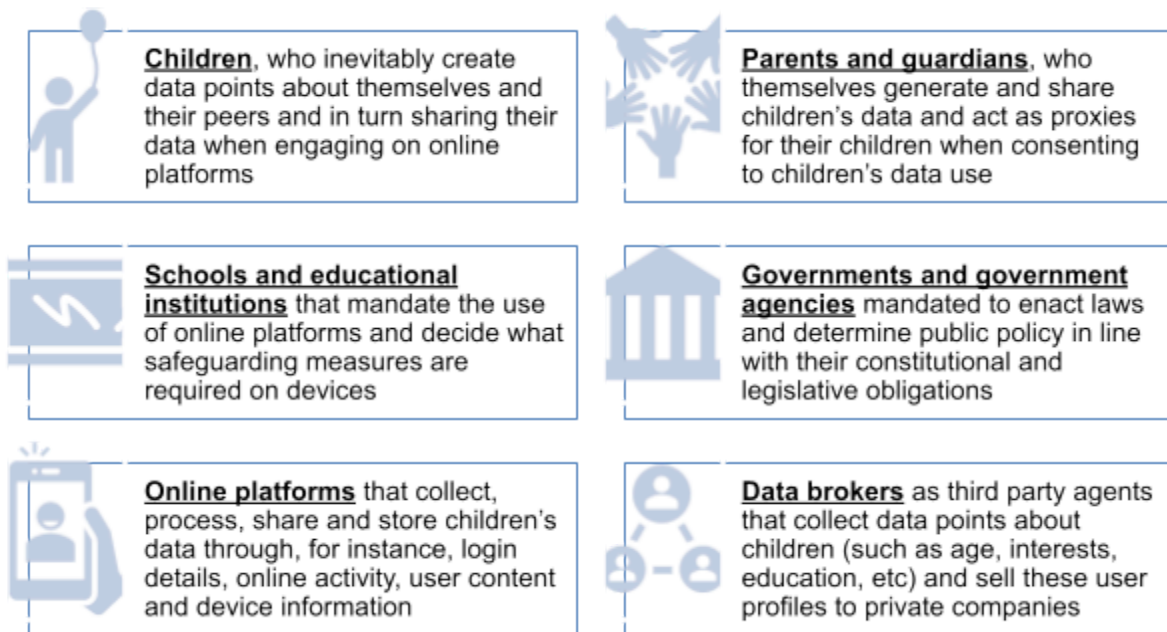 Children, who inevitably create
data points about themselves and
their peers and in turn sharing their
data when engaging on online
platforms
Parents and guardians, who
themselves generate and share
children's data and act as proxies
for their children when consenting
to children's data use
Schools and educational
institutions that mandate the use
of online platforms and decide what
safeguarding measures are
required on devices
Governments and government
agencies mandated to enact laws
and determine public policy in line
with their constitutional and
legislative obligations
Online platforms that collect,
process, share and store children's
data through, for instance, login
details, online activity, user content
and device information
Data brokers as third party agents
that collect data points about
children (such as age, interests,
education, etc) and sell these user
profiles to private companies